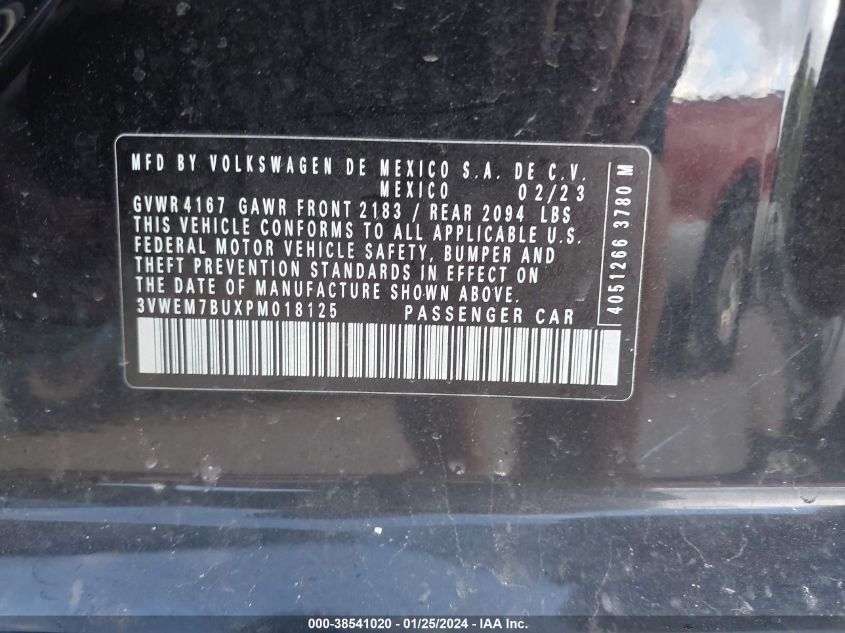 MFD BY VOLKSWAGEN DE MEXICO S.A. DE C.V.
MEXICO 02/23
GVWR 4167 GAWR FRONT 2183 / REAR 2094 LBS
THIS VEHICLE CONFORMS TO ALL APPLICABLE U.S.
FEDERAL MOTOR VEHICLE SAFETY, BUMPER AND
THEFT PREVENTION STANDARDS IN EFFECT ON
THE DATE OF MANUFACTURE SHOWN ABOVE.
3VWEM7BUXPM018125 PASSENGER CAR
4051266 3780 M
000-38541020 - 01/25/2024 - IAA Inc.